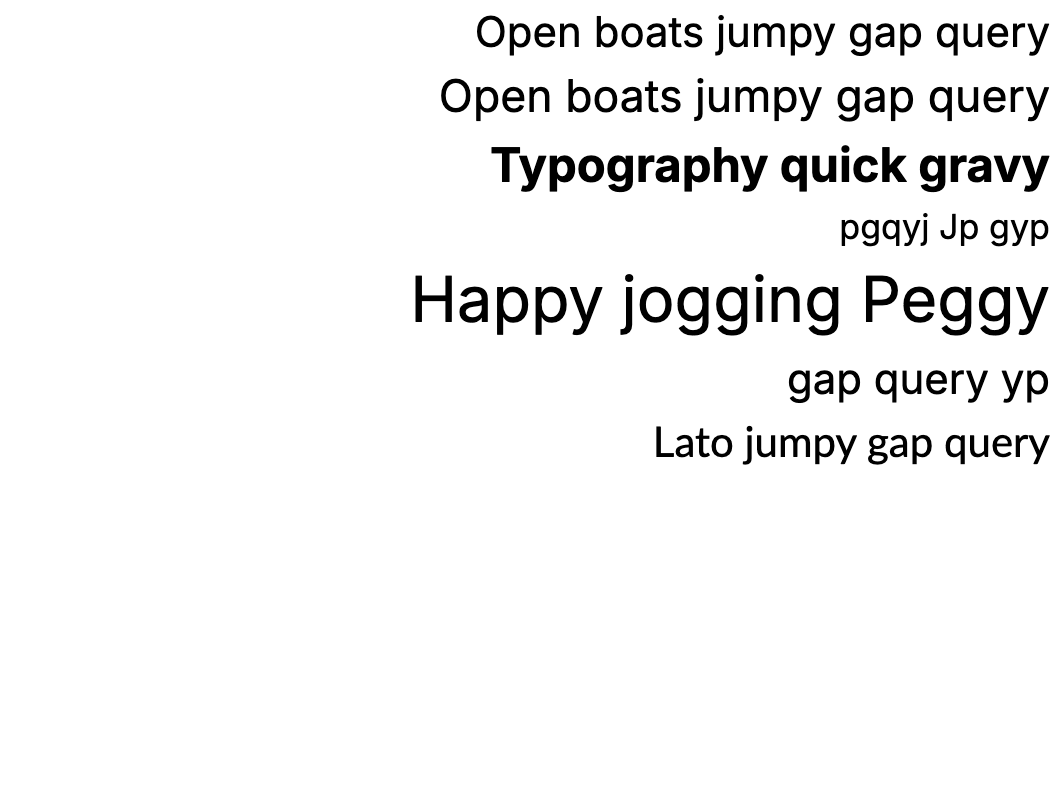 Open boats jumpy gap query
Open boats jumpy gap query
Typography quick gravy
pgqyj Jp gyp
Happy jogging Peggy
gap query yp
Lato jumpy gap query